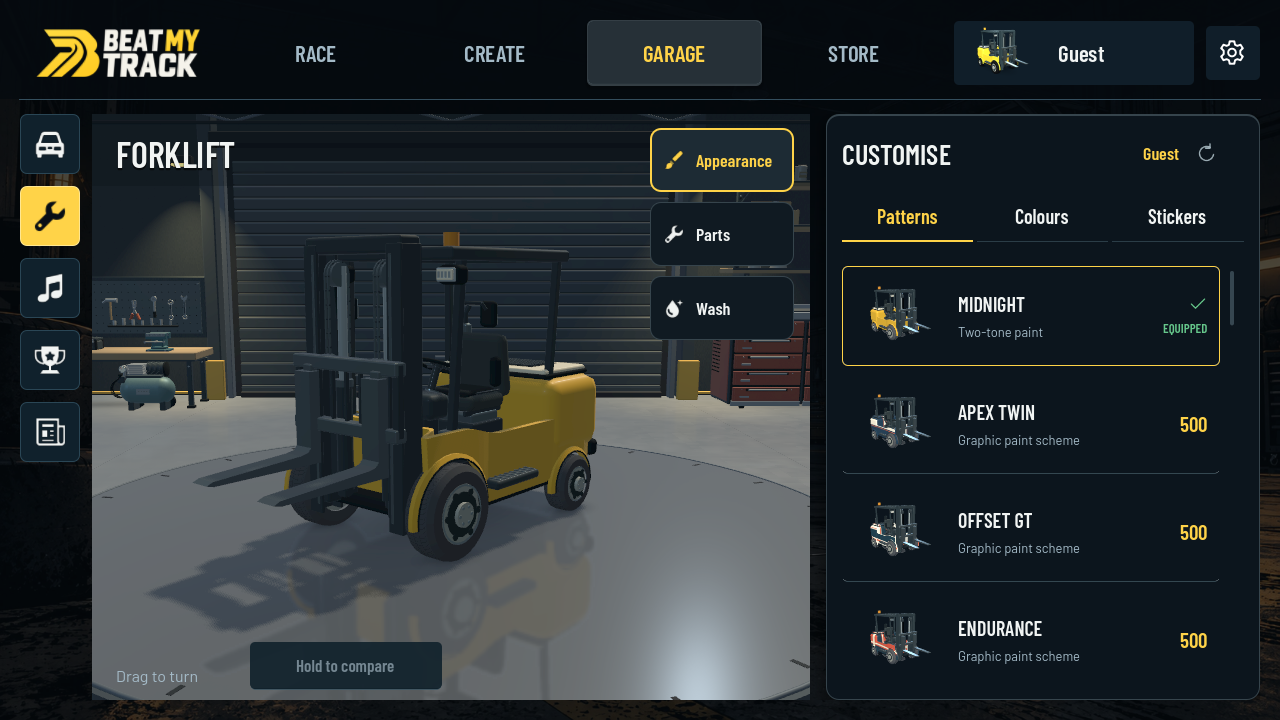 BEATMY
TRACK
RACE
CREATE
GARAGE
STORE
Guest
FORKLIFT
Appearance
Parts
Wash
Drag to turn
Hold to compare
CUSTOMISE
Guest
Patterns
Colours
Stickers
MIDNIGHT
Two-tone paint
EQUIPPED
APEX TWIN
Graphic paint scheme
500
OFFSET GT
Graphic paint scheme
500
ENDURANCE
Graphic paint scheme
500